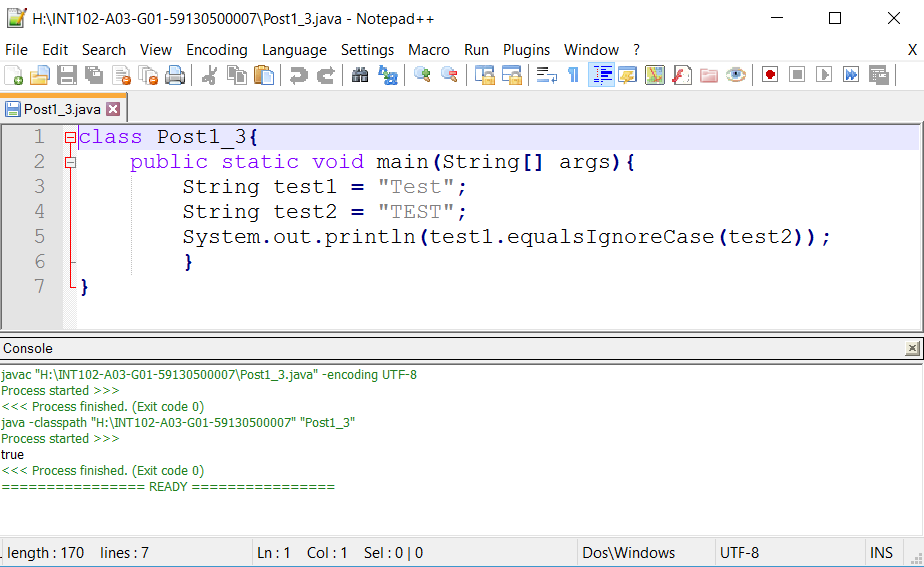 H:\INT102-A03-G01-59130500007\Post1_3.java - Notepad++
File Edit Search View Encoding Language Settings Macro Run Plugins Window ? X
Post1_3.java
1 class Post1_3{
2 public static void main(String[] args){
3 String test1 = "Test";
4 String test2 = "TEST";
5 System.out.println(test1.equalsIgnoreCase(test2));
6 }
7 }
Console
javac "H:\INT102-A03-G01-59130500007\Post1_3.java" -encoding UTF-8
Process started >>>
<<< Process finished. (Exit code 0)
java -classpath "H:\INT102-A03-G01-59130500007" "Post1_3"
Process started >>>
true
<<< Process finished. (Exit code 0)
================ READY ================
length : 170 lines : 7 Ln : 1 Col : 1 Sel : 0 | 0 Dos\Windows UTF-8 INS